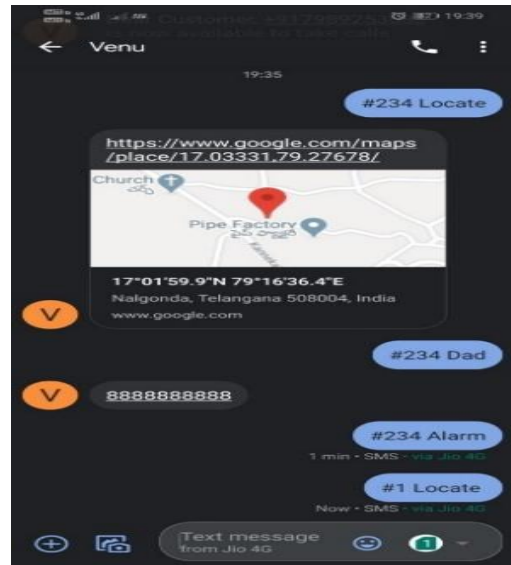 19:39
Venu
19:35
#234 Locate
https://www.google.com/maps
/place/17.03331,79.27678/
Church
Pipe Factory
17°01'59.9"N 79°16'36.4"E
Nalgonda, Telangana 508004, India
www.google.com
V
#234 Dad
V
8888888888
#234 Alarm
1 min • SMS • via Jio 4G
#1 Locate
Now • SMS • via Jio 4G
Text message
from Jio 4G
1